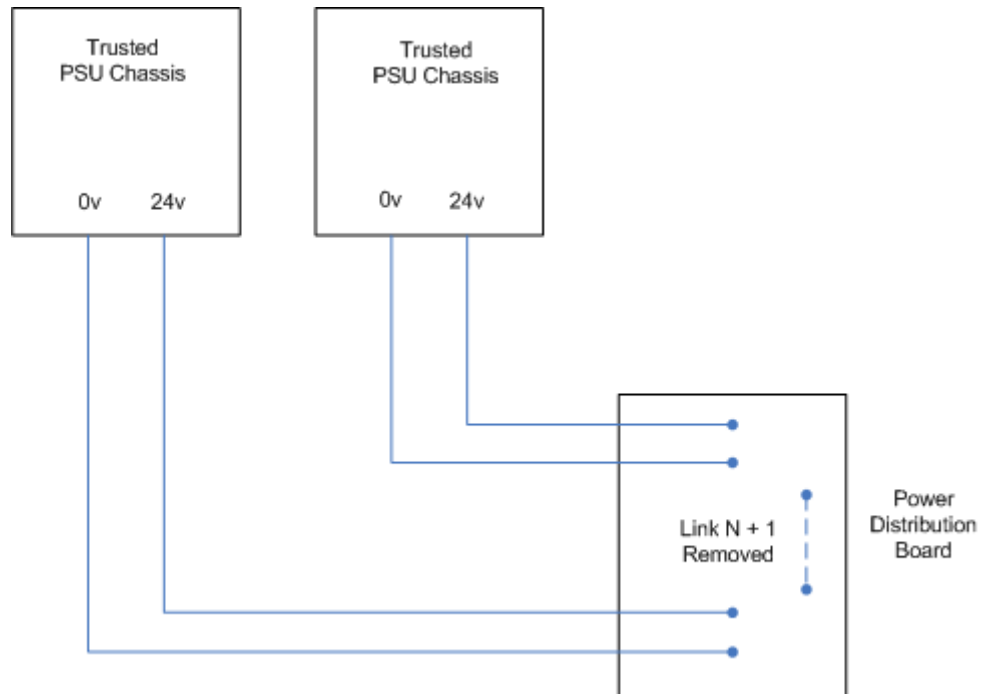 Trusted
PSU Chassis
0v 24v
Trusted
PSU Chassis
0v 24v
Link N + 1
Removed
Power
Distribution
Board